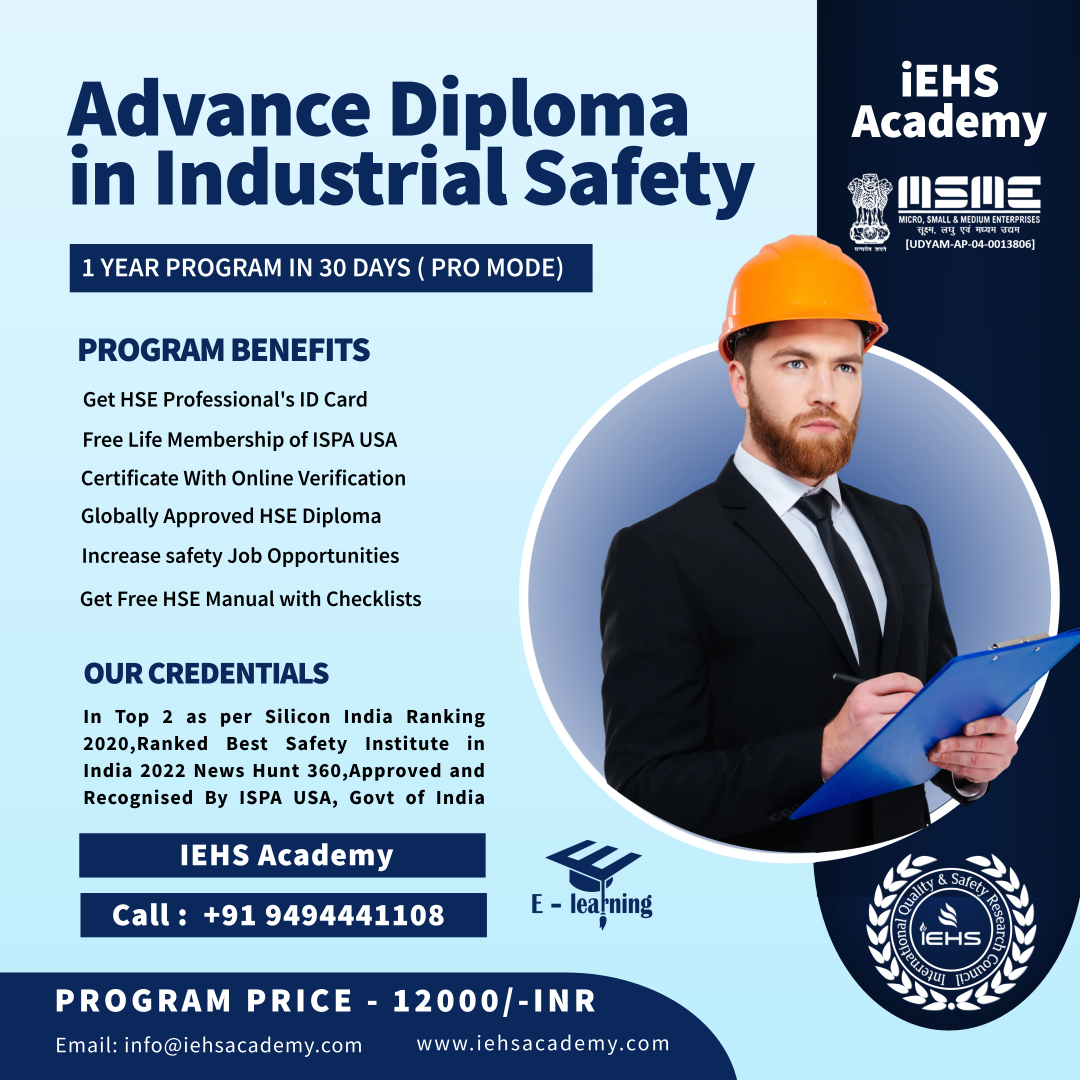 Advance Diploma
in Industrial Safety
1 YEAR PROGRAM IN 30 DAYS ( PRO MODE)
iEHS
Academy
MSME
MICRO, SMALL & MEDIUM ENTERPRISES
सूक्ष्म, लघु एवं मध्यम उद्यम
[UDYAM-AP-04-0013806]
सत्यमेव जयते
PROGRAM BENEFITS
Get HSE Professional's ID Card
Free Life Membership of ISPA USA
Certificate With Online Verification
Globally Approved HSE Diploma
Increase safety Job Opportunities
Get Free HSE Manual with Checklists
OUR CREDENTIALS
In Top 2 as per Silicon India Ranking
2020,Ranked Best Safety Institute in
India 2022 News Hunt 360,Approved and
Recognised By ISPA USA, Govt of India
IEHS Academy
Call : +91 9494441108
E - learning
International Quality & Safety Research Council
iEHS
PROGRAM PRICE - 12000/-INR
Email: info@iehsacademy.com
www.iehsacademy.com